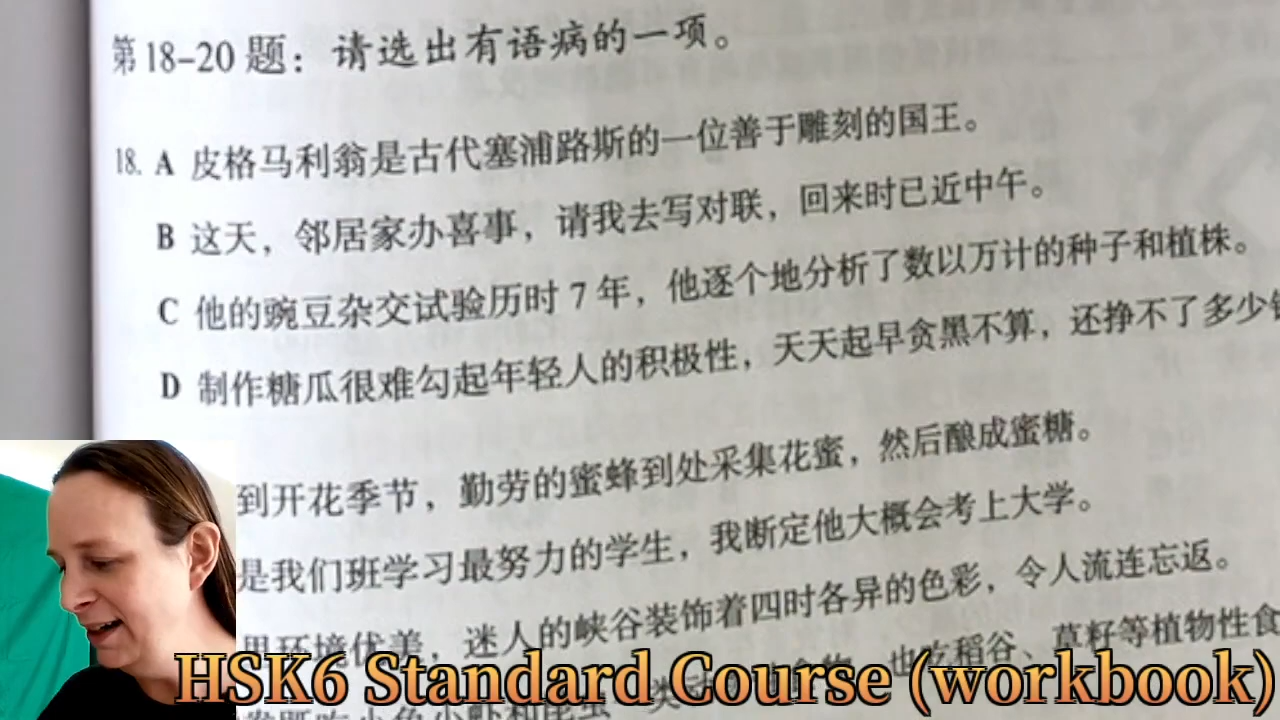 第18-20题：请选出有语病的一项。
18. A 皮格马利翁是古代塞浦路斯的一位善于雕刻的国王。
B 这天，邻居家办喜事，请我去写对联，回来时已近中午。
C 他的豌豆杂交试验历时7年，他逐个地分析了数以万计的种子和植株。
D 制作糖瓜很难勾起年轻人的积极性，天天起早贪黑不算，还挣不了多少
到开花季节，勤劳的蜜蜂到处采集花蜜，然后酿成蜜糖。
是我们班学习最努力的学生，我断定他大概会考上大学。
环境优美，迷人的峡谷装饰着四时各异的色彩，令人流连忘返。
类 也吃稻谷、草籽等植物性食
HSK6 Standard Course (workbook)